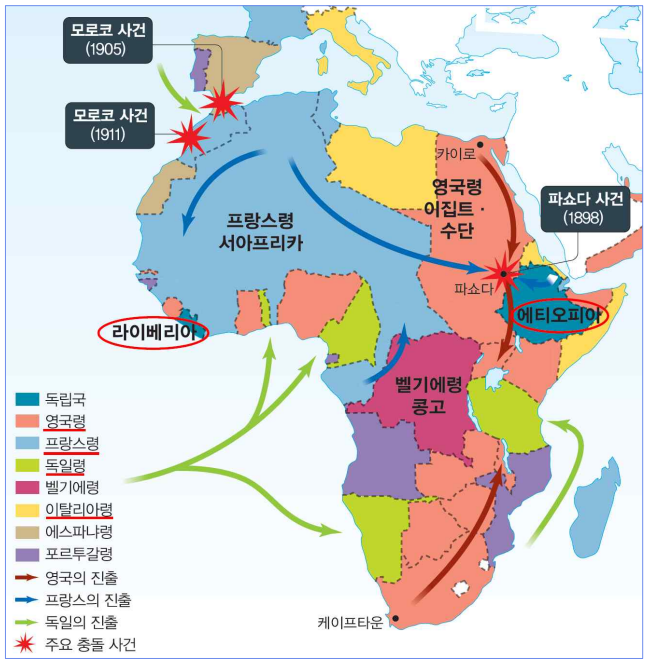 모로코 사건
(1905)
모로코 사건
(1911)
카이로
영국령
이집트 ·
수단
파쇼다 사건
(1898)
프랑스령
서아프리카
파쇼다
에티오피아
라이베리아
벨기에령
콩고
독립국
영국령
프랑스령
독일령
벨기에령
이탈리아령
에스파냐령
포르투갈령
영국의 진출
프랑스의 진출
독일의 진출
주요 충돌 사건
케이프타운